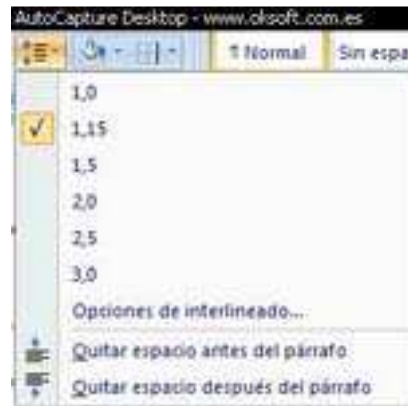 AutoCapture Desktop - www.oksoft.com.es
¶ Normal Sin espa
1,0
1,15
1,5
2,0
2,5
3,0
Opciones de interlineado...
Quitar espacio antes del párrafo
Quitar espacio después del párrafo